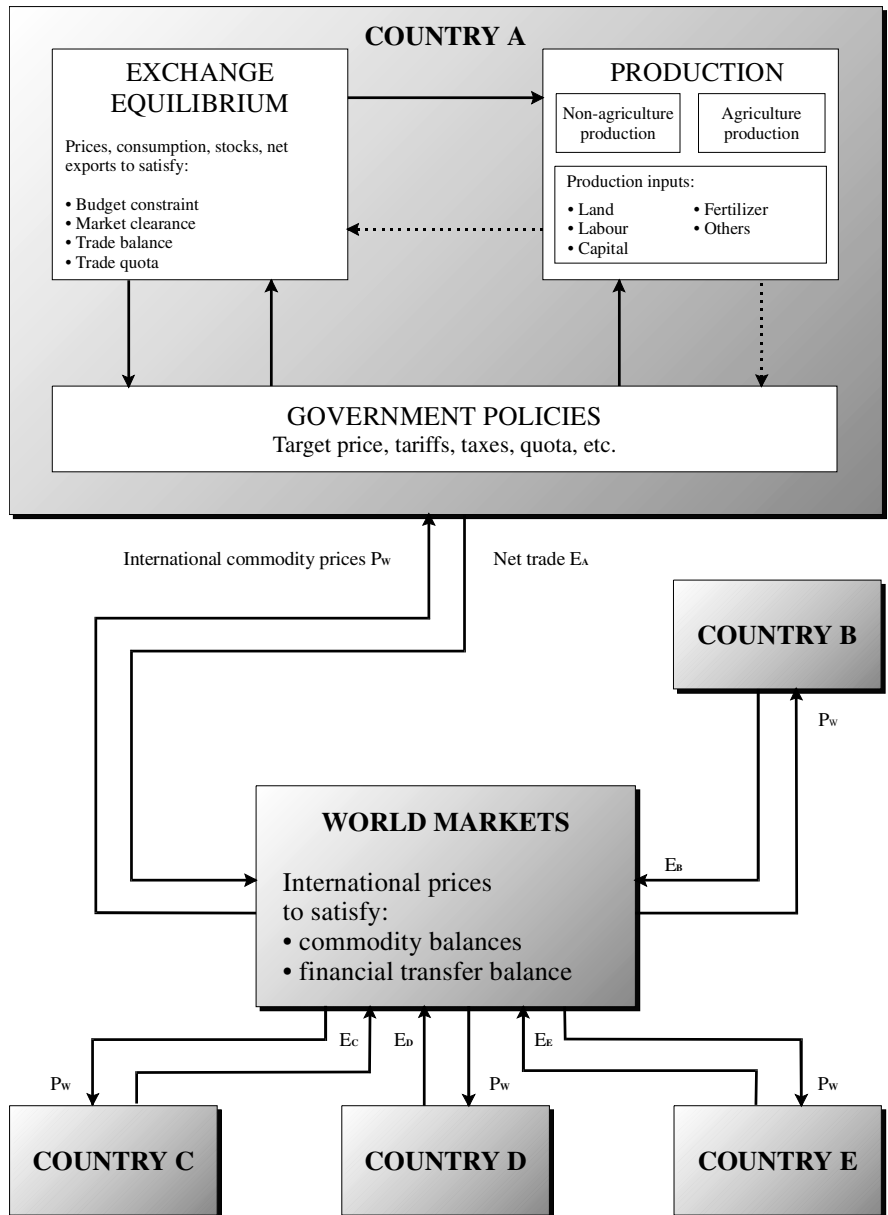 COUNTRY A
EXCHANGE
EQUILIBRIUM
Prices, consumption, stocks, net
exports to satisfy:
• Budget constraint
• Market clearance
• Trade balance
• Trade quota
PRODUCTION
Non-agriculture
production
Agriculture
production
Production inputs:
• Land
• Labour
• Capital
• Fertilizer
• Others
GOVERNMENT POLICIES
Target price, tariffs, taxes, quota, etc.
International commodity prices Pw
Net trade EA
COUNTRY B
Pw
EB
WORLD MARKETS
International prices
to satisfy:
• commodity balances
• financial transfer balance
Pw
EC
ED
Pw
EE
Pw
COUNTRY C
COUNTRY D
COUNTRY E